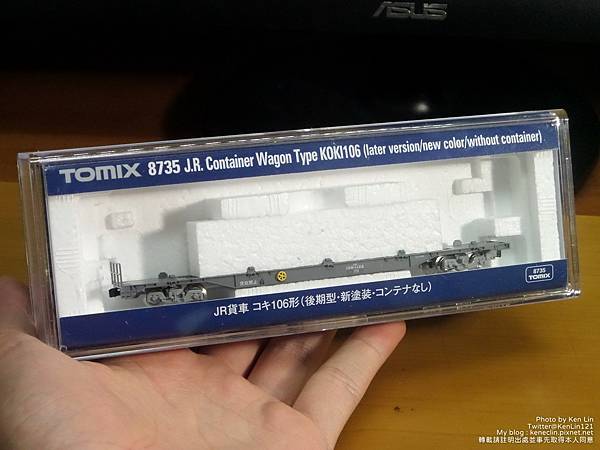 ASUS
TOMIX 8735 J.R. Container Wagon Type KOKI106 (later version/new color/without container)
8735
TOMIX
JR貨車 コキ106形(後期型・新塗装・コンテナなし)
Photo by Ken Lin
Twitter@KenLin121
My blog : keneclin.pixnet.net
轉載請註明出處並事先取得本人同意